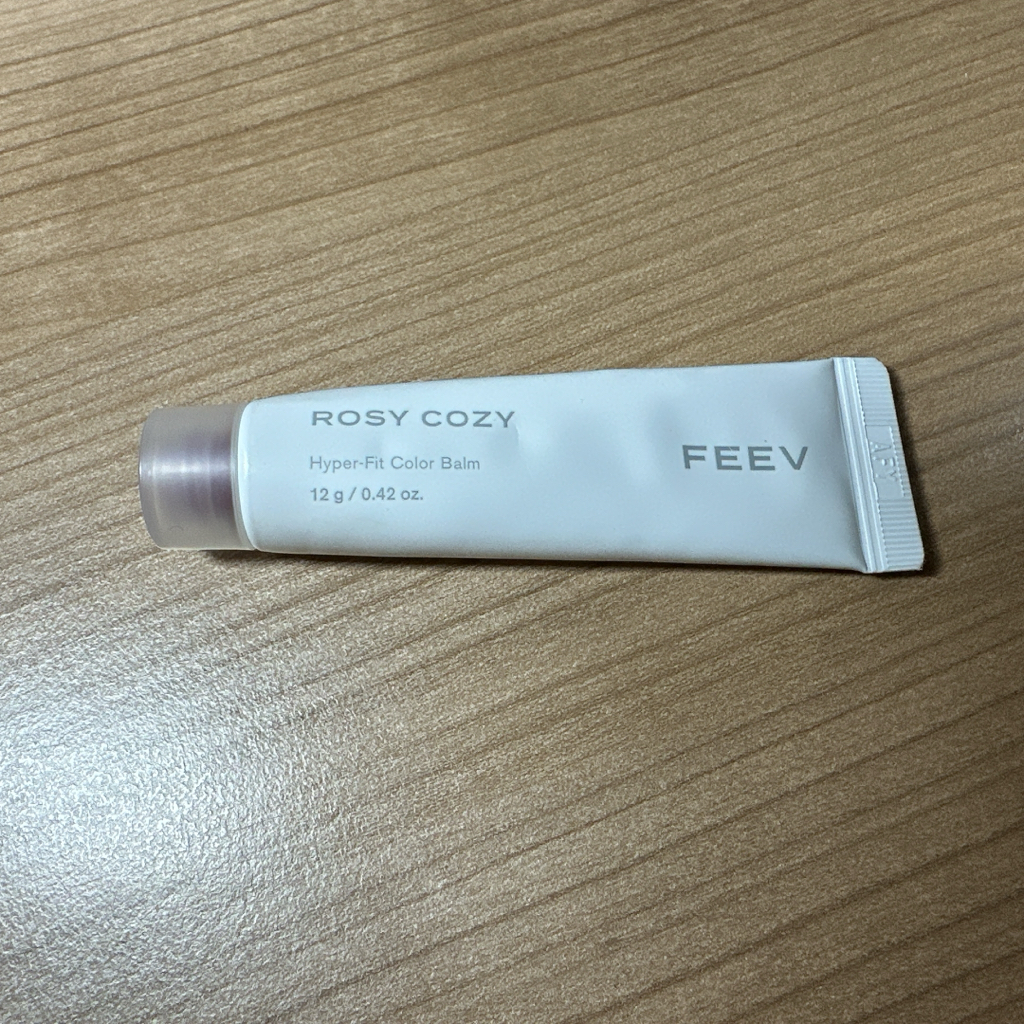 ROSY COZY
Hyper-Fit Color Balm
12 g / 0.42 oz.
FEEV